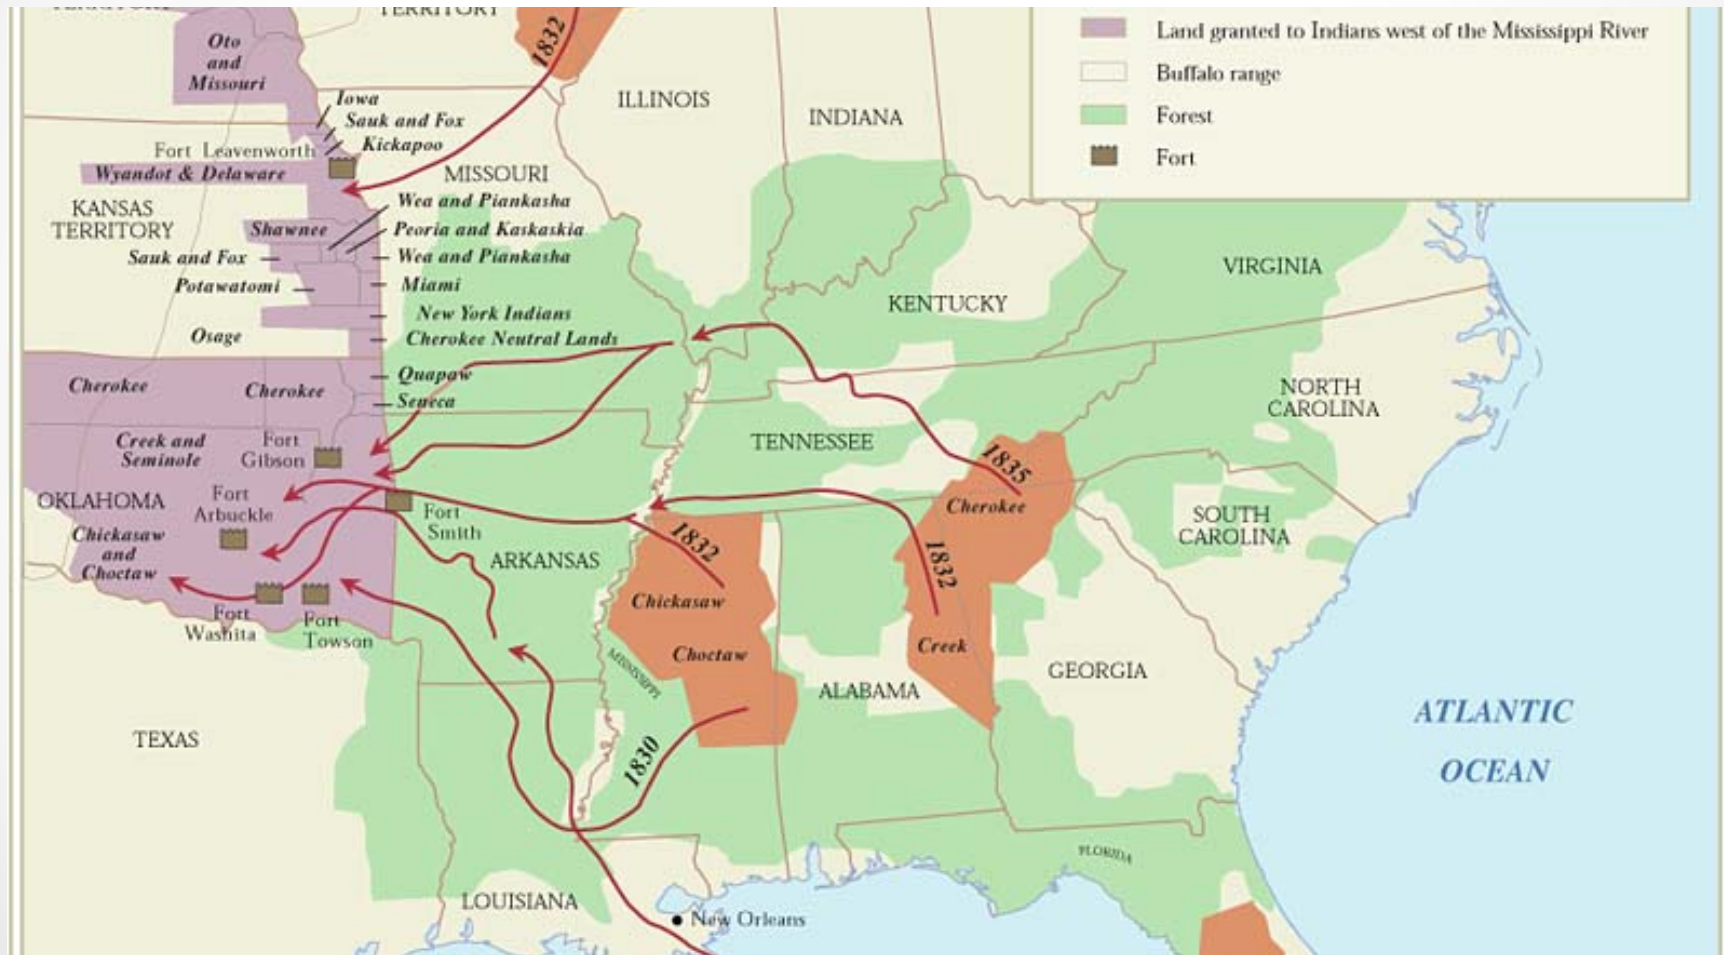 TERRITORY
TERRITORY
1832
Land granted to Indians west of the Mississippi River
Buffalo range
Forest
Fort
Oto
and
Missouri
ILLINOIS
INDIANA
Iowa
Sauk and Fox
Kickapoo
Fort Leavenworth
Wyandot & Delaware
MISSOURI
KANSAS
TERRITORY
Wea and Piankasha
Shawnee
Peoria and Kaskaskia
Sauk and Fox
Wea and Piankasha
Potawatomi
Miami
New York Indians
Osage
Cherokee Neutral Lands
KENTUCKY
VIRGINIA
Cherokee
Cherokee
Quapaw
Seneca
NORTH
CAROLINA
Creek and
Seminole
Fort
Gibson
TENNESSEE
1835
Cherokee
OKLAHOMA
Fort
Arbuckle
Fort
Smith
SOUTH
CAROLINA
Chickasaw
and
Choctaw
ARKANSAS
1832
1832
Chickasaw
Fort
Washita
Fort
Towson
Choctaw
Creek
MISSISSIPPI
ALABAMA
GEORGIA
TEXAS
1830
ATLANTIC
OCEAN
FLORIDA
LOUISIANA
New Orleans